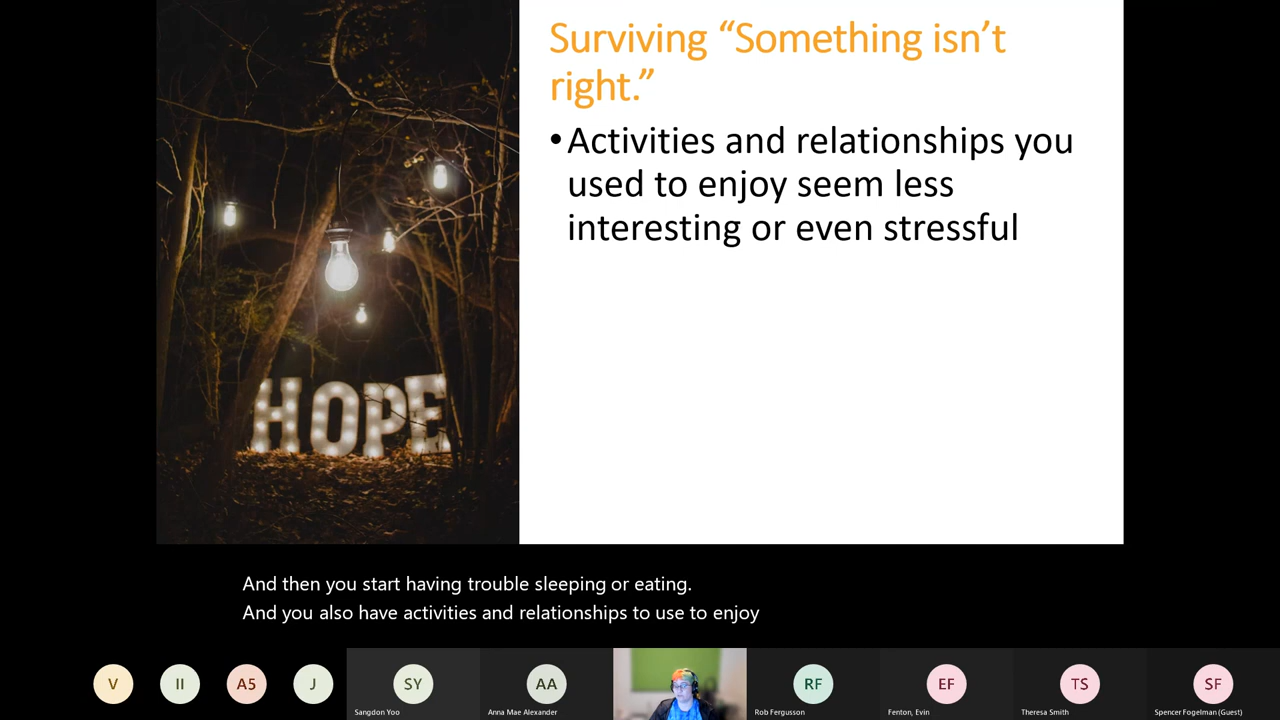 Surviving “Something isn’t
right.”
•Activities and relationships you
used to enjoy seem less
interesting or even stressful
HOPE
And then you start having trouble sleeping or eating.
And you also have activities and relationships to use to enjoy
V
II
A5
J
SY
AA
RF
EF
TS
SF
Sangdon Yoo
Anna Mae Alexander
Rob Fergusson
Fenton, Evin
Theresa Smith
Spencer Fogelman (Guest)